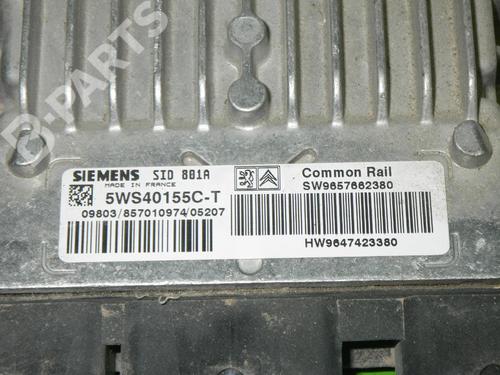 B-PARTS
SIEMENS SID 801A
MADE IN FRANCE
5WS40155C-T
09803/857010974/05207
Common Rail
SW9657662380
HW9647423380